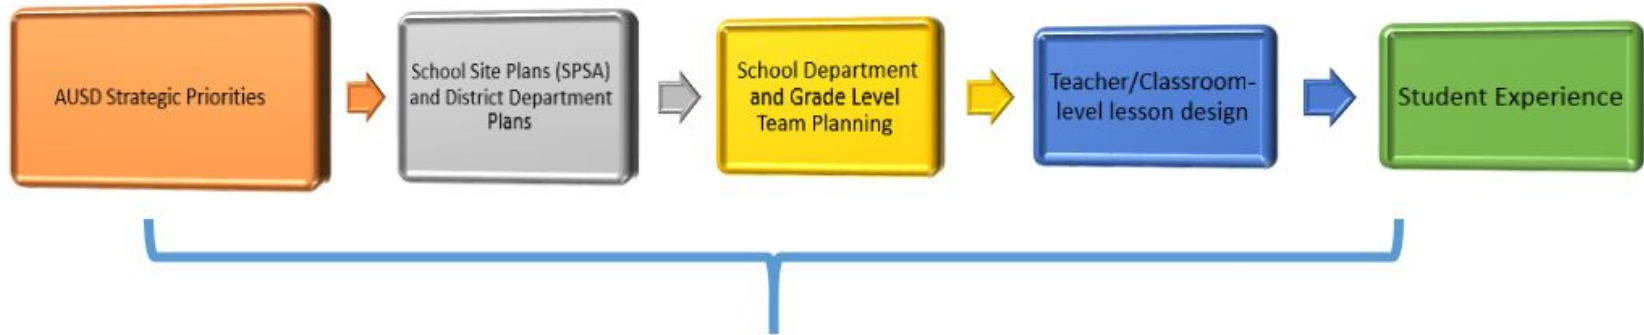 AUSD Strategic Priorities
School Site Plans (SPSA)
and District Department
Plans
School Department
and Grade Level
Team Planning
Teacher/Classroom-
level lesson design
Student Experience